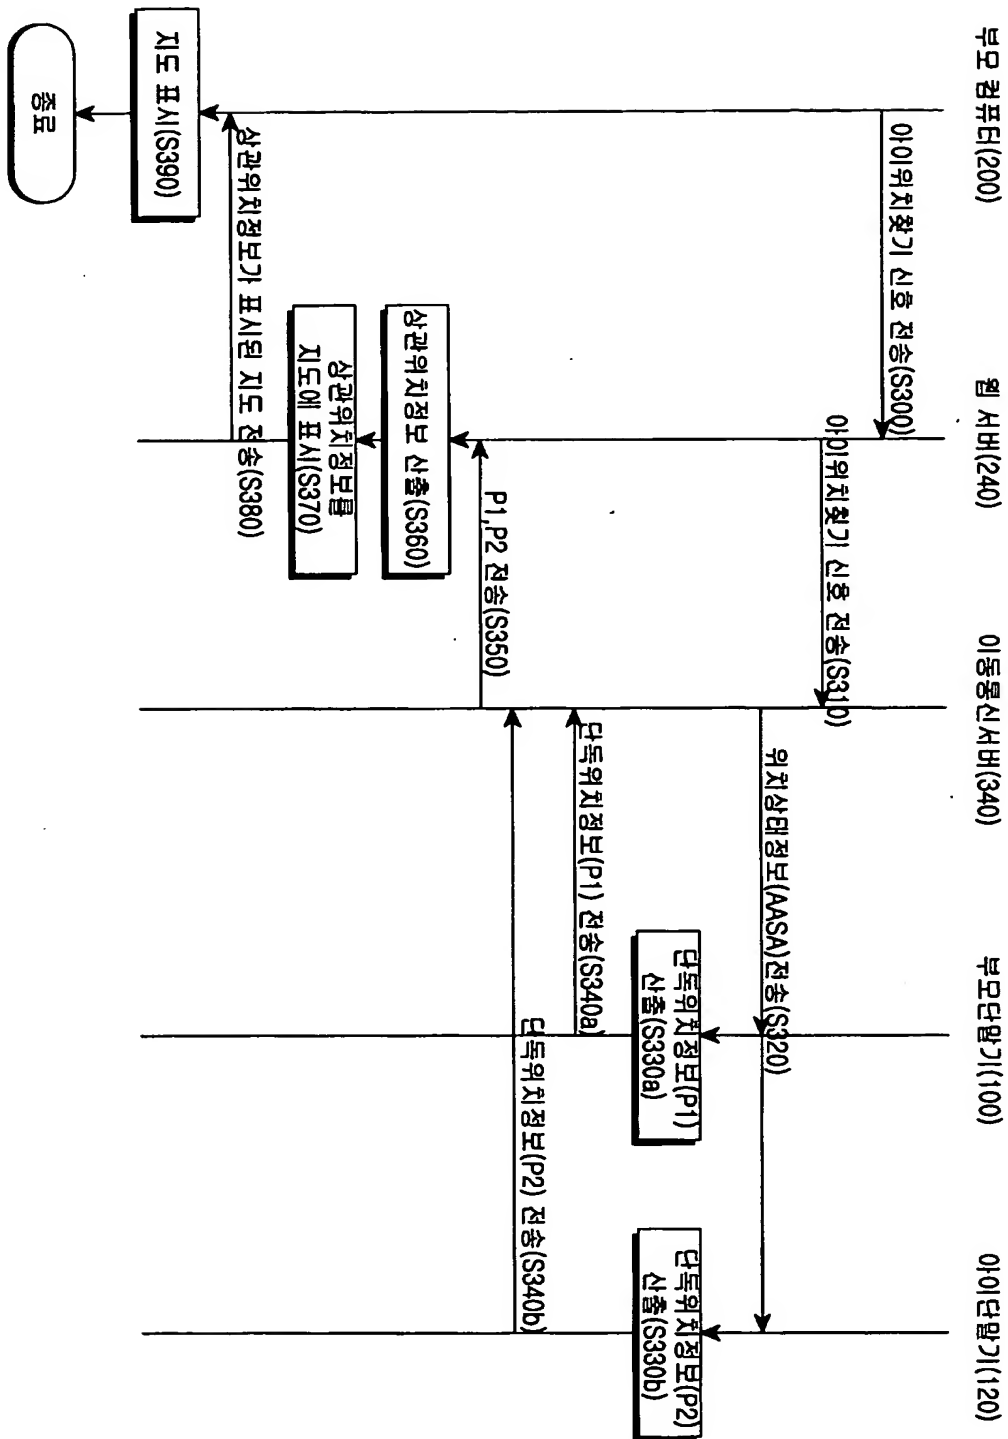 부모 컴퓨터(200)
웹 서버(240)
이동통신서버(340)
부모단말기(100)
아이단말기(120)
아이위치찾기 신호 전송(S300)
아이위치찾기 신호 전송(S310)
위치상태정보(AASA)전송(S320)
단독위치정보(P1)
산출(S330a)
단독위치정보(P2)
산출(S330b)
단독위치정보(P1) 전송(S340a)
단독위치정보(P2) 전송(S340b)
P1,P2 전송(S350)
상관위치정보 산출(S360)
상관위치정보를
지도에 표시(S370)
상관위치정보가 표시된 지도 전송(S380)
지도 표시(S390)
종료